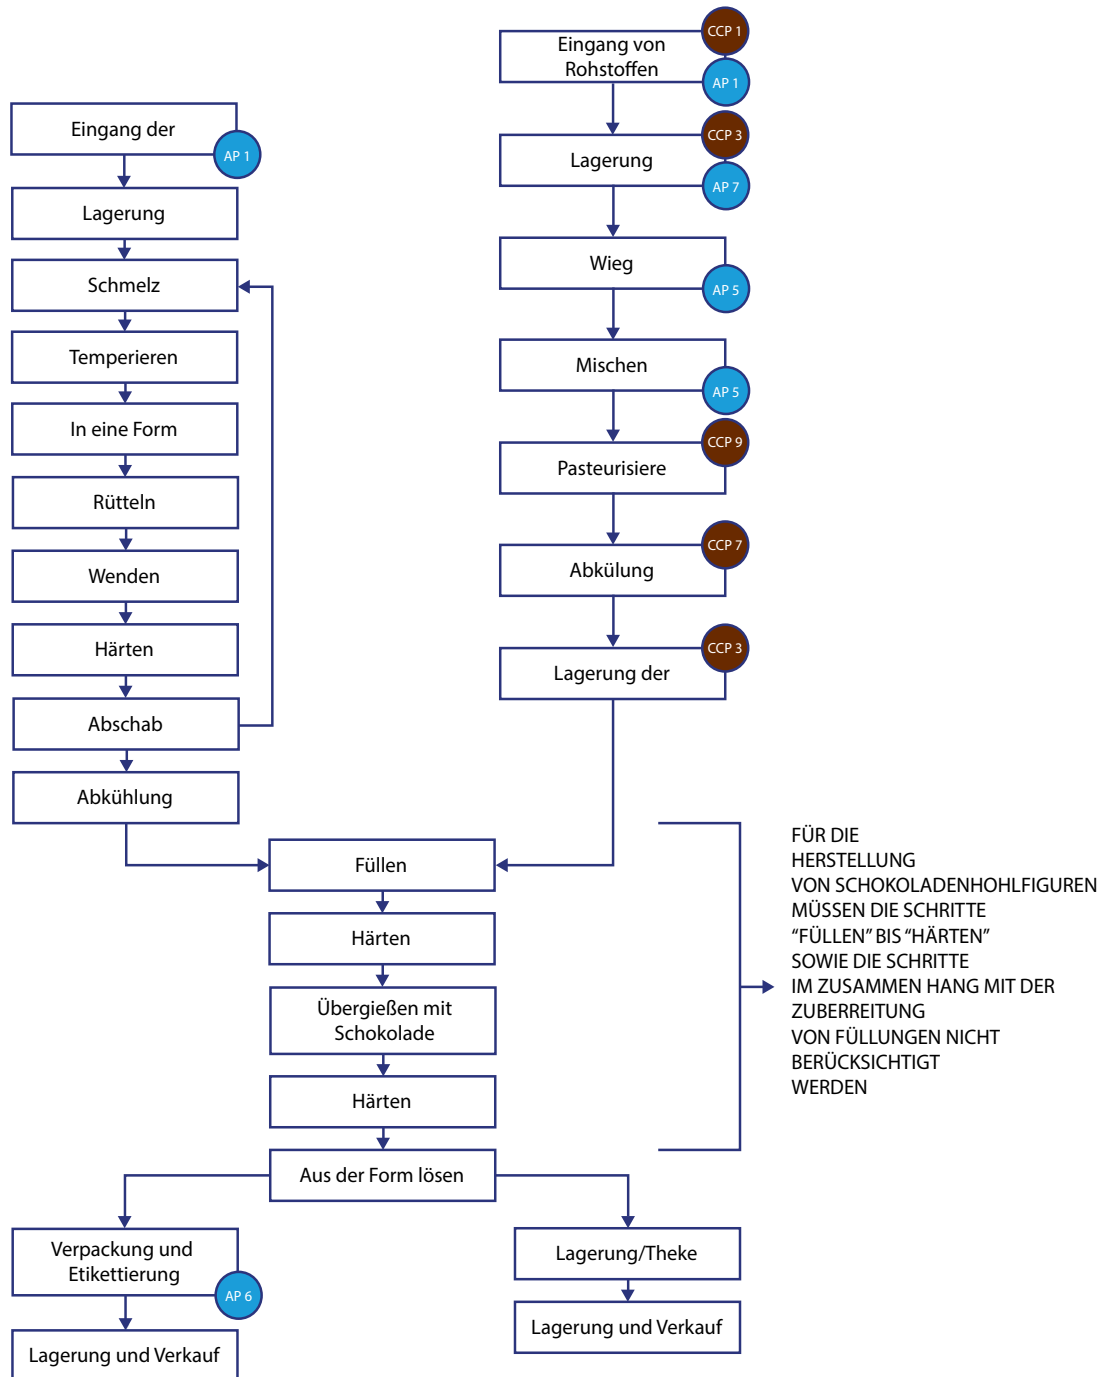 CCP 1
Eingang von
Rohstoffen
AP 1
Eingang der
AP 1
CCP 3
Lagerung
AP 7
Lagerung
Wieg
AP 5
Schmelz
Temperieren
Mischen
AP 5
In eine Form
CCP 9
Pasteurisiere
Rütteln
Wenden
CCP 7
Abkülung
Härten
CCP 3
Lagerung der
Abschab
Abkühlung
Füllen
Härten
Übergießen mit
Schokolade
Härten
Aus der Form lösen
FÜR DIE
HERSTELLUNG
VON SCHOKOLADENHOHLFIGUREN
MÜSSEN DIE SCHRITTE
“FÜLLEN” BIS “HÄRTEN”
SOWIE DIE SCHRITTE
IM ZUSAMMEN HANG MIT DER
ZUBERREITUNG
VON FÜLLUNGEN NICHT
BERÜCKSICHTIGT
WERDEN
Verpackung und
Etikettierung
AP 6
Lagerung und Verkauf
Lagerung/Theke
Lagerung und Verkauf